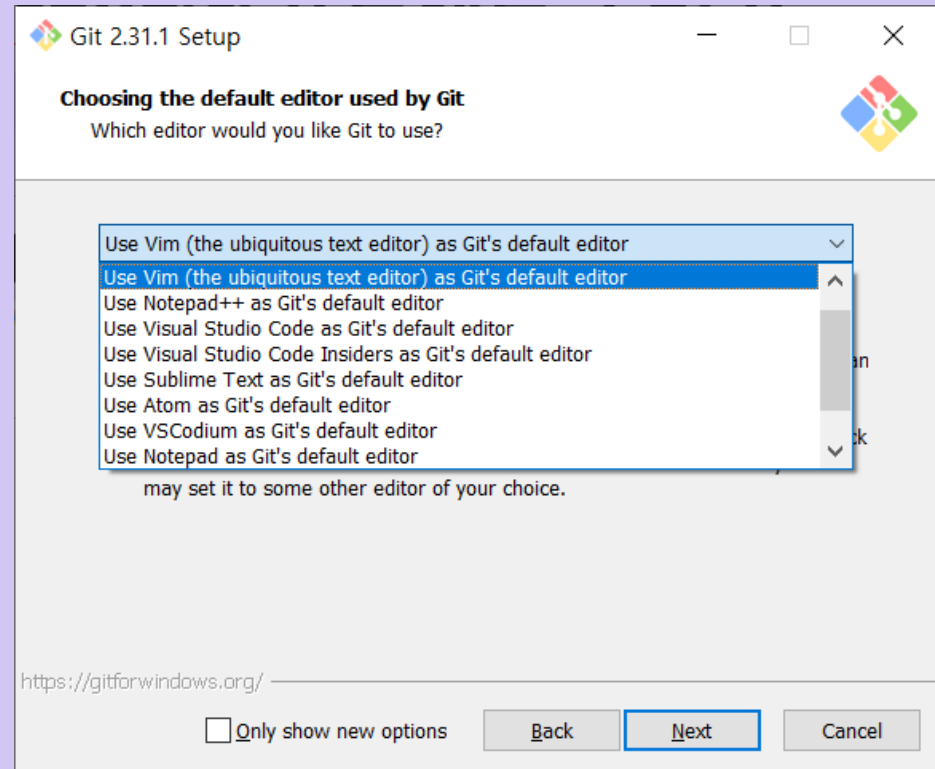 Git 2.31.1 Setup
Choosing the default editor used by Git
Which editor would you like Git to use?
Use Vim (the ubiquitous text editor) as Git's default editor
Use Vim (the ubiquitous text editor) as Git's default editor
Use Notepad++ as Git's default editor
Use Visual Studio Code as Git's default editor
Use Visual Studio Code Insiders as Git's default editor
Use Sublime Text as Git's default editor
Use Atom as Git's default editor
Use VSCodium as Git's default editor
Use Notepad as Git's default editor
may set it to some other editor of your choice.
https://gitforwindows.org/
Only show new options
Back
Next
Cancel